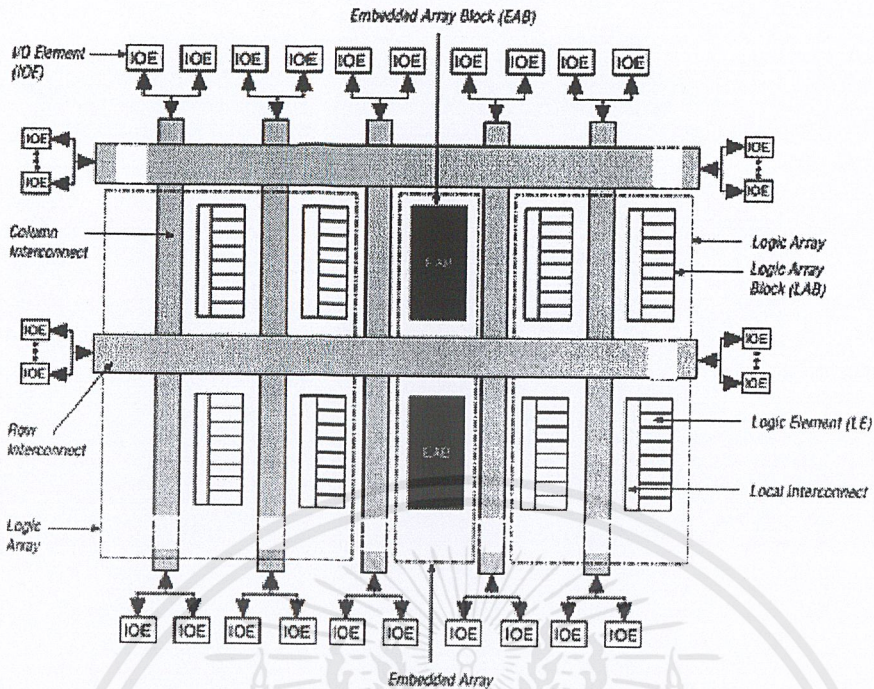 Embedded Array Block (EAB)
I/O Element
(IOE)
IOE IOE IOE IOE IOE IOE IOE IOE IOE IOE
IOE
IOE
IOE
IOE
Column
Interconnect
EAB
Logic Array
Logic Array
Block (LAB)
IOE
IOE
IOE
IOE
Row
Interconnect
EAB
Logic Element (LE)
Local Interconnect
Logic
Array
IOE IOE IOE IOE IOE IOE IOE IOE IOE IOE
Embedded Array